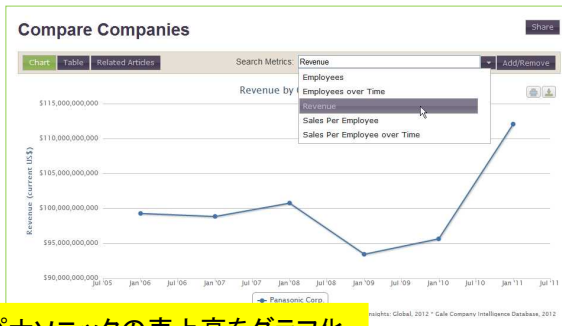 Compare Companies
Share
Chart Table Related Articles
Search Metrics: Revenue
Add/Remove
Employees
Employees over Time
Revenue
Sales Per Employee
Sales Per Employee over Time
Revenue by
$115,000,000,000
$110,000,000,000
$105,000,000,000
$100,000,000,000
$95,000,000,000
$90,000,000,000
Revenue (current US$)
Jul '05 Jan '06 Jul '06 Jan '07 Jul '07 Jan '08 Jul '08 Jan '09 Jul '09 Jan '10 Jul '10 Jan '11 Jul '11
Panasonic Corp.
Insights: Global, 2012 * Gale Company Intelligence Database, 2012
パナソニックの売上高をグラフ化